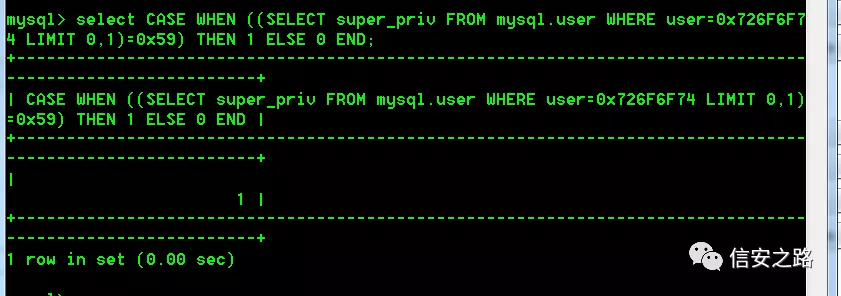 mysql> select CASE WHEN ((SELECT super_priv FROM mysql.user WHERE user=0x726F6F7
4 LIMIT 0,1)=0x59) THEN 1 ELSE 0 END;
+-------------------------------------------------------------------------------
-------------------------+
| CASE WHEN ((SELECT super_priv FROM mysql.user WHERE user=0x726F6F74 LIMIT 0,1)
=0x59) THEN 1 ELSE 0 END |
+-------------------------------------------------------------------------------
-------------------------+
|
1 |
+-------------------------------------------------------------------------------
-------------------------+
1 row in set (0.00 sec)
信安之路